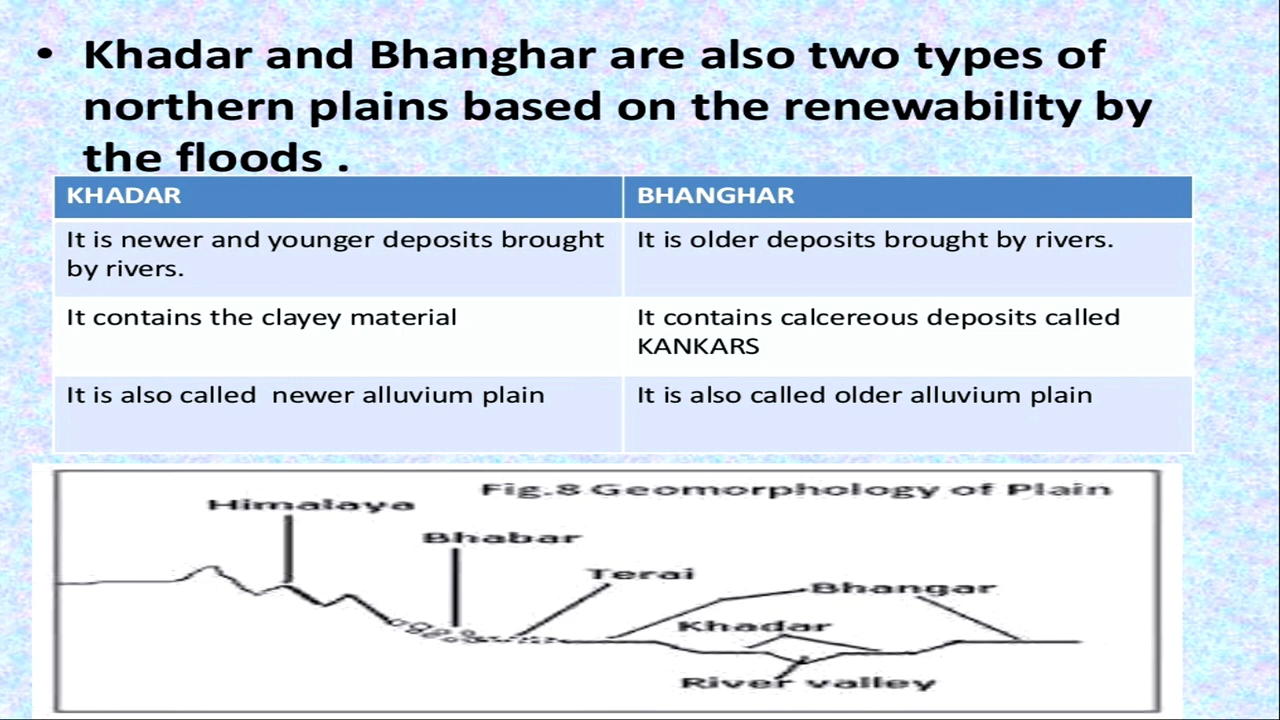 • Khadar and Bhanghar are also two types of
northern plains based on the renewability by
the floods .
KHADAR
BHANGHAR
It is newer and younger deposits brought
by rivers.
It is older deposits brought by rivers.
It contains the clayey material
It contains calcereous deposits called
KANKARS
It is also called  newer alluvium plain
It is also called older alluvium plain
Fig.8 Geomorphology of Plain
Himalaya
Bhabar
Terai
Bhangar
Khadar
River valley